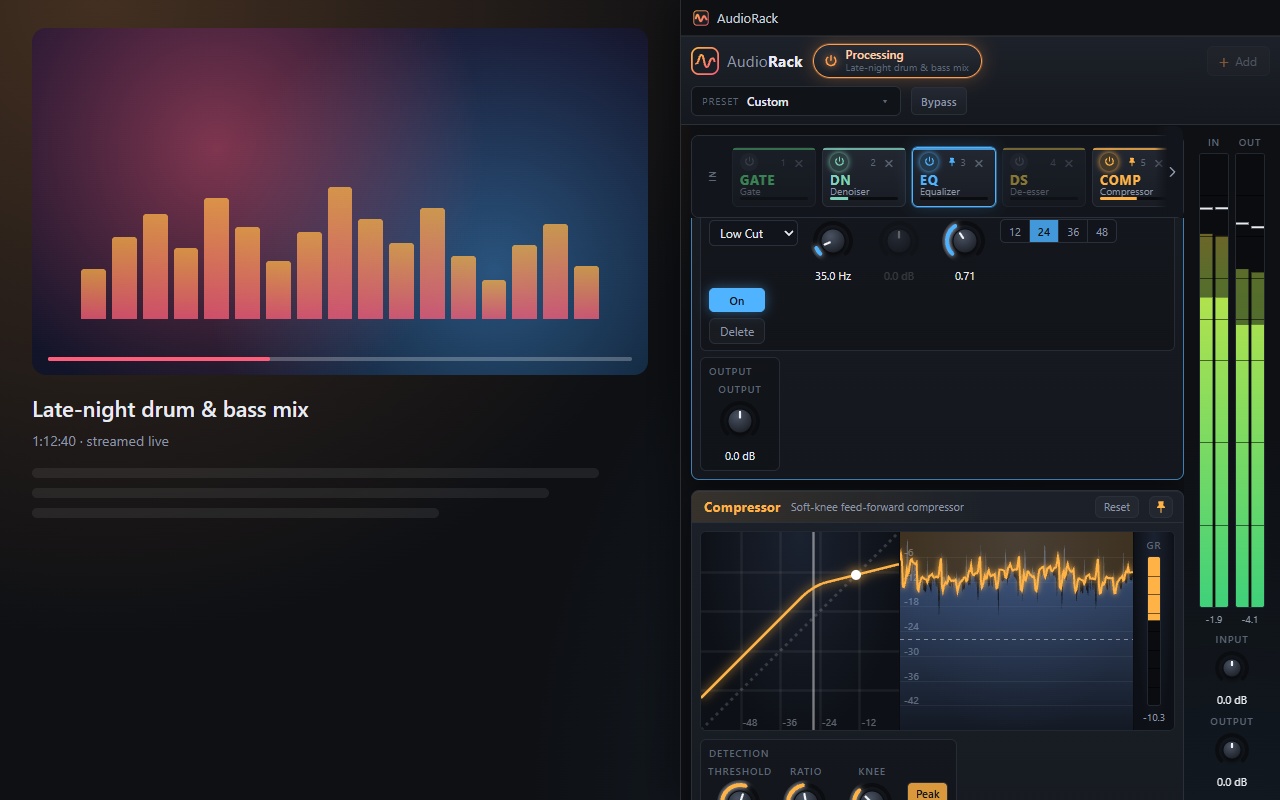 Late-night drum & bass mix
1:12:40 · streamed live
AudioRack
AudioRack
Processing
Late-night drum & bass mix
+ Add
PRESET Custom
Bypass
IN
1
GATE
Gate
2
DN
Denoiser
3
EQ
Equalizer
4
DS
De-esser
5
COMP
Compressor
Low Cut
12 24 36 48
35.0 Hz
0.0 dB
0.71
On
Delete
OUTPUT
OUTPUT
0.0 dB
Compressor Soft-knee feed-forward compressor
Reset
-48 -36 -24 -12
-6
-18
-24
-30
-36
-42
GR
-10.3
DETECTION
THRESHOLD RATIO KNEE
Peak
IN OUT
-1.9 -4.1
INPUT
0.0 dB
OUTPUT
0.0 dB